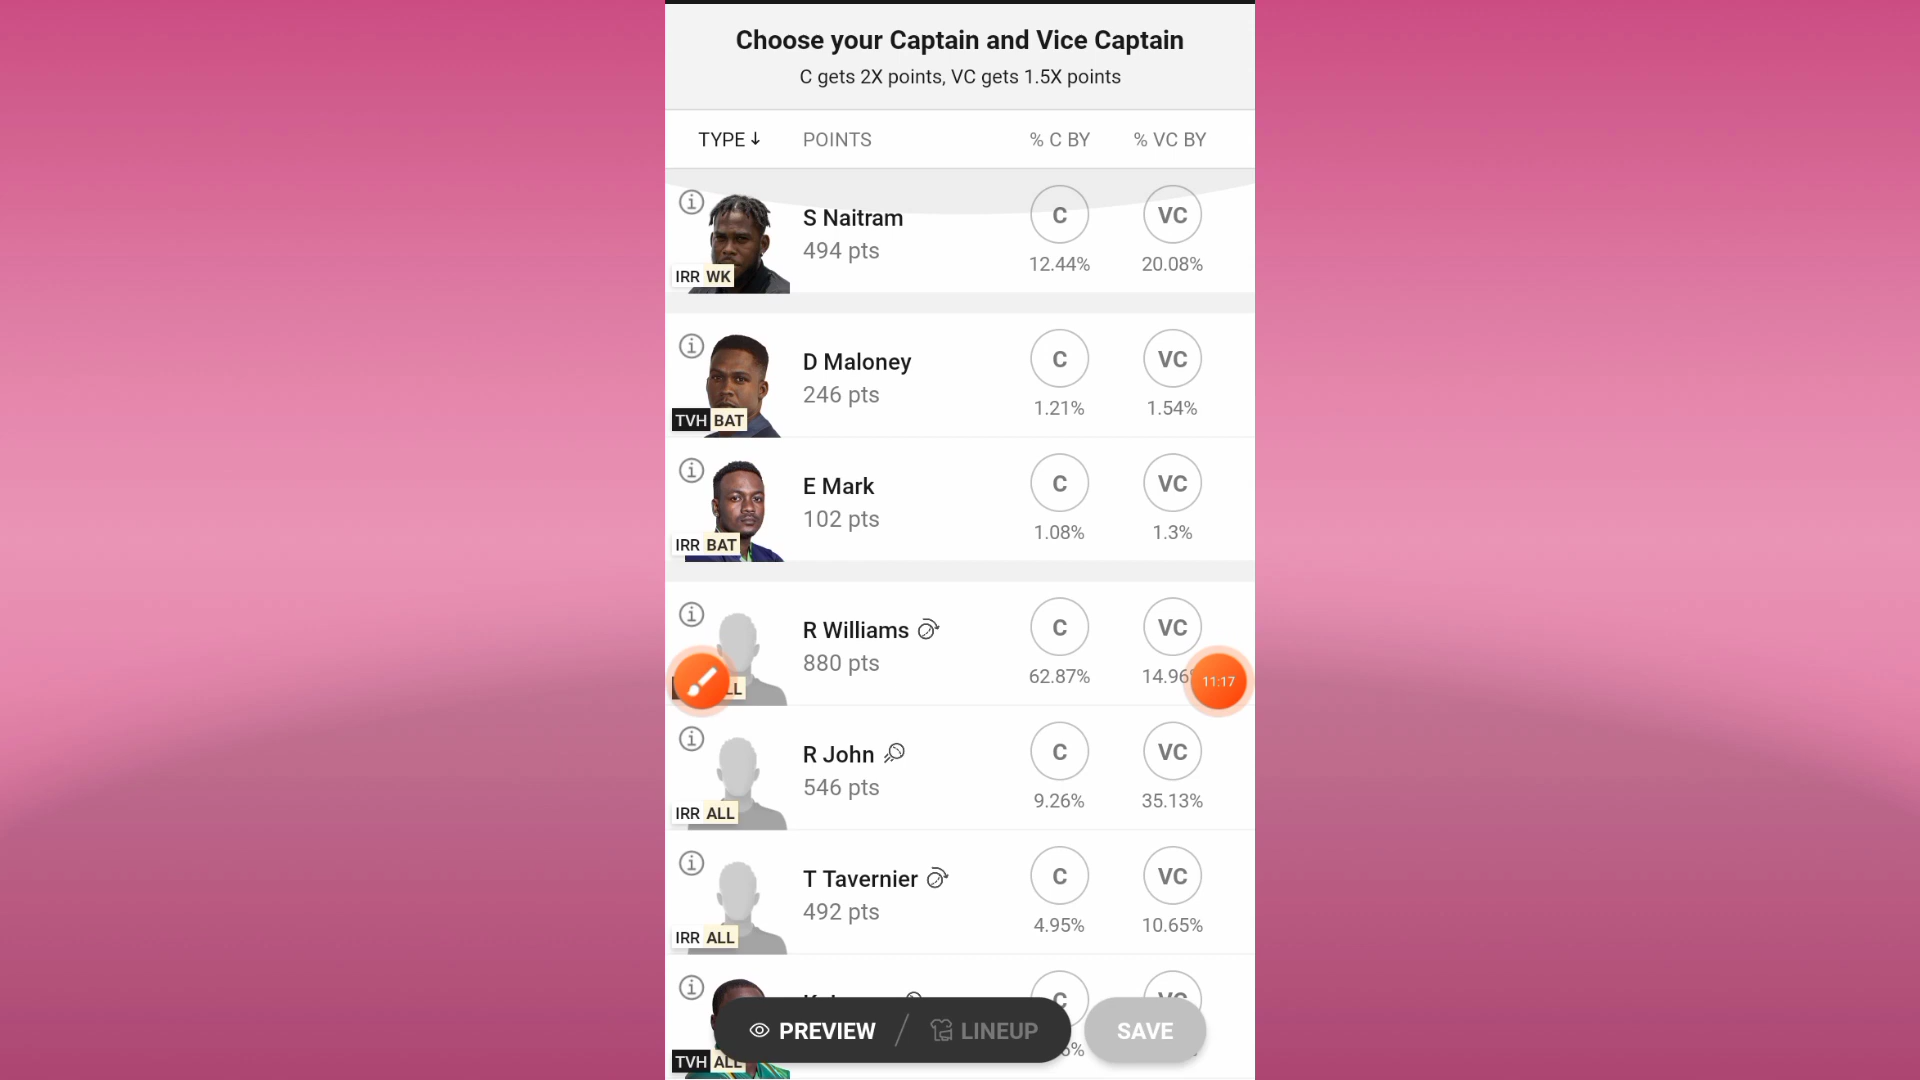 Choose your Captain and Vice Captain
C gets 2X points, VC gets 1.5X points
TYPE↓ POINTS % C BY % VC BY
S Naitram C VC
494 pts 12.44% 20.08%
IRR WK
D Maloney C VC
246 pts 1.21% 1.54%
TVH BAT
E Mark C VC
102 pts 1.08% 1.3%
IRR BAT
R Williams C VC
880 pts 62.87% 14.96
11:17
R John C VC
546 pts 9.26% 35.13%
IRR ALL
T Tavernier C VC
492 pts 4.95% 10.65%
IRR ALL
C VC
PREVIEW / LINEUP SAVE
TVH ALL